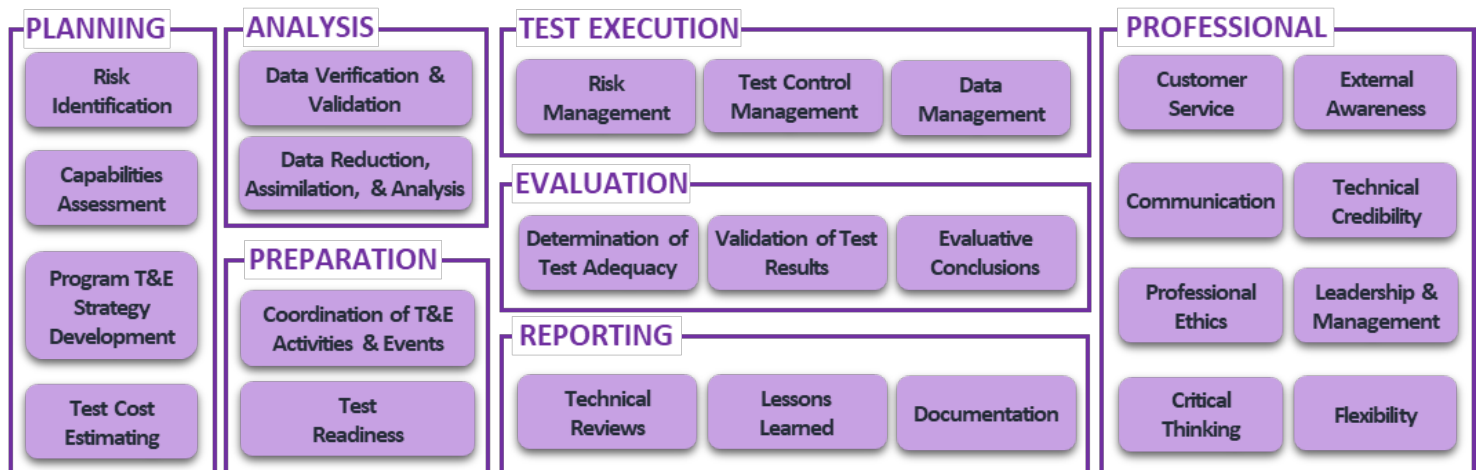 PLANNING
Risk
Identification
Capabilities
Assessment
Program T&E
Strategy
Development
Test Cost
Estimating
ANALYSIS
Data Verification &
Validation
Data Reduction,
Assimilation, & Analysis
PREPARATION
Coordination of T&E
Activities & Events
Test
Readiness
TEST EXECUTION
Risk
Management
Test Control
Management
Data
Management
EVALUATION
Determination of
Test Adequacy
Validation of Test
Results
Evaluative
Conclusions
REPORTING
Technical
Reviews
Lessons
Learned
Documentation
PROFESSIONAL
Customer
Service
External
Awareness
Communication
Technical
Credibility
Professional
Ethics
Leadership &
Management
Critical
Thinking
Flexibility